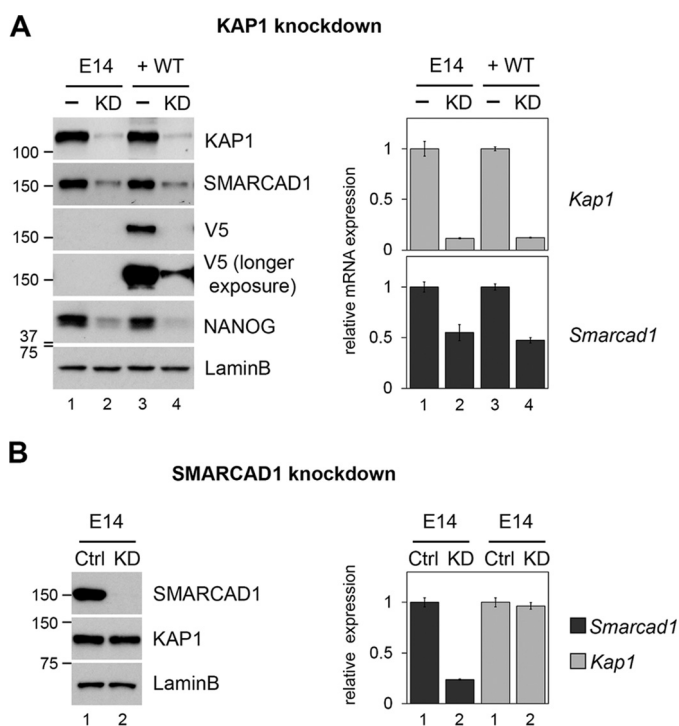 A
KAP1 knockdown
E14 + WT
– KD – KD
KAP1
100
SMARCAD1
150
V5
150
V5 (longer
exposure)
150
NANOG
37
75
LaminB
1 2 3 4
E14 + WT
– KD – KD
relative mRNA expression
1
0.5
0
Kap1
1
0.5
0
Smarcad1
1 2 3 4
B
SMARCAD1 knockdown
E14
Ctrl KD
150
SMARCAD1
150
KAP1
75
LaminB
1 2
E14 E14
Ctrl KD Ctrl KD
relative expression
1
0.5
0
1 2 1 2
Smarcad1
Kap1